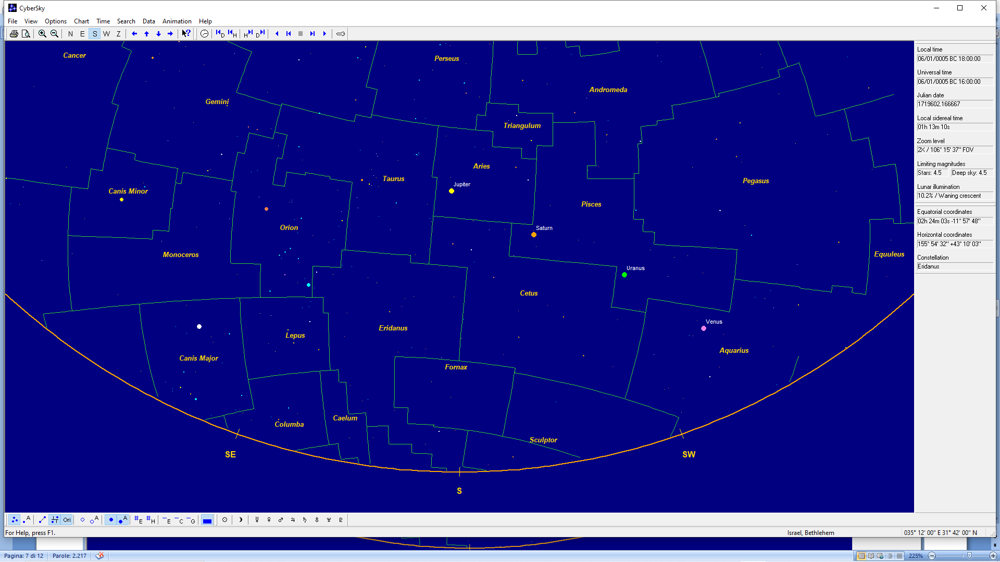 CyberSky
File View Options Chart Time Search Data Animation Help
N E S W Z
Cancer
Perseus
Andromeda
Gemini
Triangulum
Aries
Taurus
Pegasus
Jupiter
Canis Minor
Pisces
Orion
Saturn
Monoceros
Equuleus
Uranus
Cetus
Venus
Eridanus
Lepus
Aquarius
Canis Major
Fornax
Caelum
Columba
Sculptor
SE
SW
S
Local time
06/01/0005 BC 18:00:00
Universal time
06/01/0005 BC 16:00:00
Julian date
1719602.166667
Local sidereal time
01h 13m 10s
Zoom level
2X / 106° 15' 37" FOV
Limiting magnitudes
Stars: 4.5 Deep sky: 4.5
Lunar illumination
10.2% / Waning crescent
Equatorial coordinates
02h 24m 03s -11° 57' 48"
Horizontal coordinates
155° 54' 32" +43° 10' 03"
Constellation
Eridanus
For Help, press F1.
Israel, Bethlehem
035° 12' 00" E 31° 42' 00" N
Pagina: 7 di 12 Parole: 2.217
225%